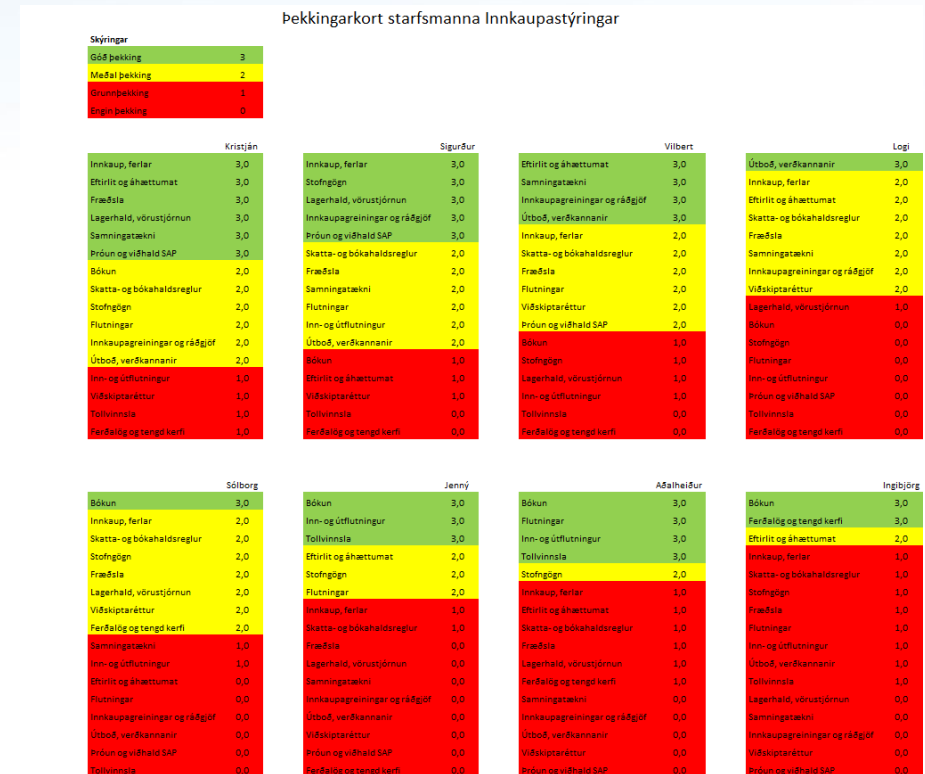 Þekkingarkort starfsmanna Innkaupastýringar
Skýringar
Góð þekking 3
Meðal þekking 2
Grunnþekking 1
Engin þekking 0
Kristján
Innkaup, ferlar 3,0
Eftirlit og áhættumat 3,0
Fræðsla 3,0
Lagerhald, vörustjórnun 3,0
Samningatækni 3,0
Þróun og viðhald SAP 3,0
Bókun 2,0
Skatta- og bókahaldsreglur 2,0
Stofngögn 2,0
Flutningar 2,0
Innkaupagreiningar og ráðgjöf 2,0
Útboð, verðkannanir 2,0
Inn- og útflutningur 1,0
Viðskiptaréttur 1,0
Tollvinnsla 1,0
Ferðalög og tengd kerfi 1,0
Sigurður
Innkaup, ferlar 3,0
Stofngögn 3,0
Lagerhald, vörustjórnun 3,0
Innkaupagreiningar og ráðgjöf 3,0
Þróun og viðhald SAP 3,0
Skatta- og bókahaldsreglur 2,0
Fræðsla 2,0
Samningatækni 2,0
Flutningar 2,0
Inn- og útflutningur 2,0
Útboð, verðkannanir 2,0
Bókun 1,0
Eftirlit og áhættumat 1,0
Viðskiptaréttur 1,0
Tollvinnsla 0,0
Ferðalög og tengd kerfi 0,0
Vilbert
Eftirlit og áhættumat 3,0
Samningatækni 3,0
Innkaupagreiningar og ráðgjöf 3,0
Útboð, verðkannanir 3,0
Innkaup, ferlar 2,0
Skatta- og bókahaldsreglur 2,0
Fræðsla 2,0
Flutningar 2,0
Viðskiptaréttur 2,0
Þróun og viðhald SAP 2,0
Bókun 1,0
Stofngögn 1,0
Lagerhald, vörustjórnun 1,0
Inn- og útflutningur 1,0
Tollvinnsla 0,0
Ferðalög og tengd kerfi 0,0
Logi
Útboð, verðkannanir 3,0
Innkaup, ferlar 2,0
Eftirlit og áhættumat 2,0
Skatta- og bókahaldsreglur 2,0
Fræðsla 2,0
Samningatækni 2,0
Innkaupagreiningar og ráðgjöf 2,0
Viðskiptaréttur 2,0
Lagerhald, vörustjórnun 1,0
Bókun 0,0
Stofngögn 0,0
Flutningar 0,0
Inn- og útflutningur 0,0
Þróun og viðhald SAP 0,0
Tollvinnsla 0,0
Ferðalög og tengd kerfi 0,0
Sólborg
Bókun 3,0
Innkaup, ferlar 2,0
Skatta- og bókahaldsreglur 2,0
Stofngögn 2,0
Fræðsla 2,0
Lagerhald, vörustjórnun 2,0
Viðskiptaréttur 2,0
Ferðalög og tengd kerfi 2,0
Samningatækni 1,0
Inn- og útflutningur 1,0
Eftirlit og áhættumat 0,0
Flutningar 0,0
Innkaupagreiningar og ráðgjöf 0,0
Útboð, verðkannanir 0,0
Þróun og viðhald SAP 0,0
Tollvinnsla 0,0
Jenný
Bókun 3,0
Inn- og útflutningur 3,0
Tollvinnsla 3,0
Eftirlit og áhættumat 2,0
Stofngögn 2,0
Flutningar 2,0
Innkaup, ferlar 1,0
Skatta- og bókahaldsreglur 1,0
Fræðsla 0,0
Lagerhald, vörustjórnun 0,0
Samningatækni 0,0
Innkaupagreiningar og ráðgjöf 0,0
Útboð, verðkannanir 0,0
Viðskiptaréttur 0,0
Þróun og viðhald SAP 0,0
Ferðalög og tengd kerfi 0,0
Aðalheiður
Bókun 3,0
Flutningar 3,0
Inn- og útflutningur 3,0
Tollvinnsla 3,0
Stofngögn 2,0
Innkaup, ferlar 1,0
Eftirlit og áhættumat 1,0
Skatta- og bókahaldsreglur 1,0
Fræðsla 1,0
Lagerhald, vörustjórnun 1,0
Ferðalög og tengd kerfi 1,0
Samningatækni 0,0
Innkaupagreiningar og ráðgjöf 0,0
Útboð, verðkannanir 0,0
Viðskiptaréttur 0,0
Þróun og viðhald SAP 0,0
Ingibjörg
Bókun 3,0
Ferðalög og tengd kerfi 3,0
Eftirlit og áhættumat 2,0
Innkaup, ferlar 1,0
Skatta- og bókahaldsreglur 1,0
Stofngögn 1,0
Fræðsla 1,0
Flutningar 1,0
Inn- og útflutningur 1,0
Útboð, verðkannanir 1,0
Tollvinnsla 1,0
Lagerhald, vörustjórnun 0,0
Samningatækni 0,0
Innkaupagreiningar og ráðgjöf 0,0
Viðskiptaréttur 0,0
Þróun og viðhald SAP 0,0